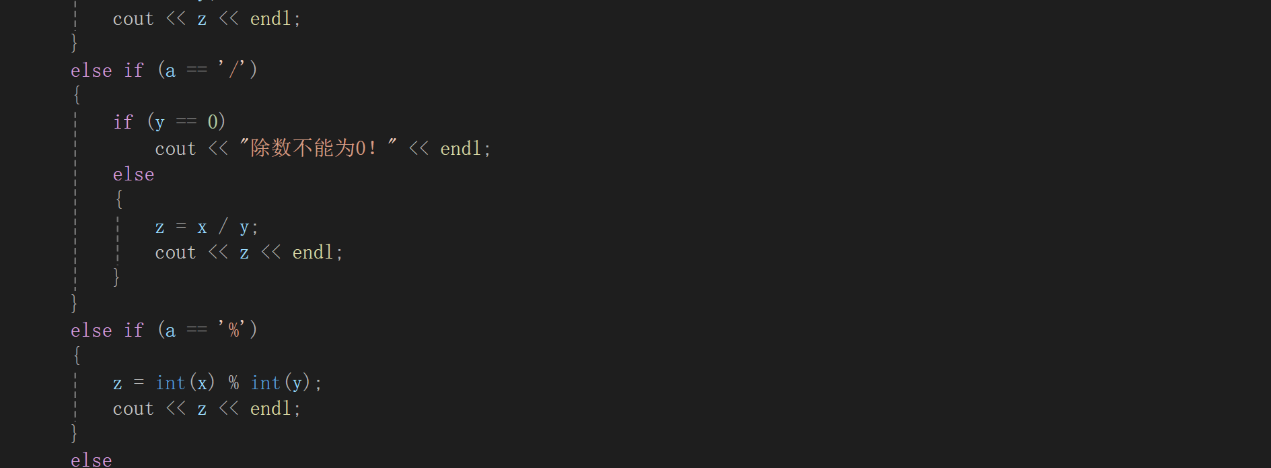 cout << z << endl;
}
else if (a == '/')
{
if (y == 0)
cout << "除数不能为0！" << endl;
else
{
z = x / y;
cout << z << endl;
}
}
else if (a == '%')
{
z = int(x) % int(y);
cout << z << endl;
}
else